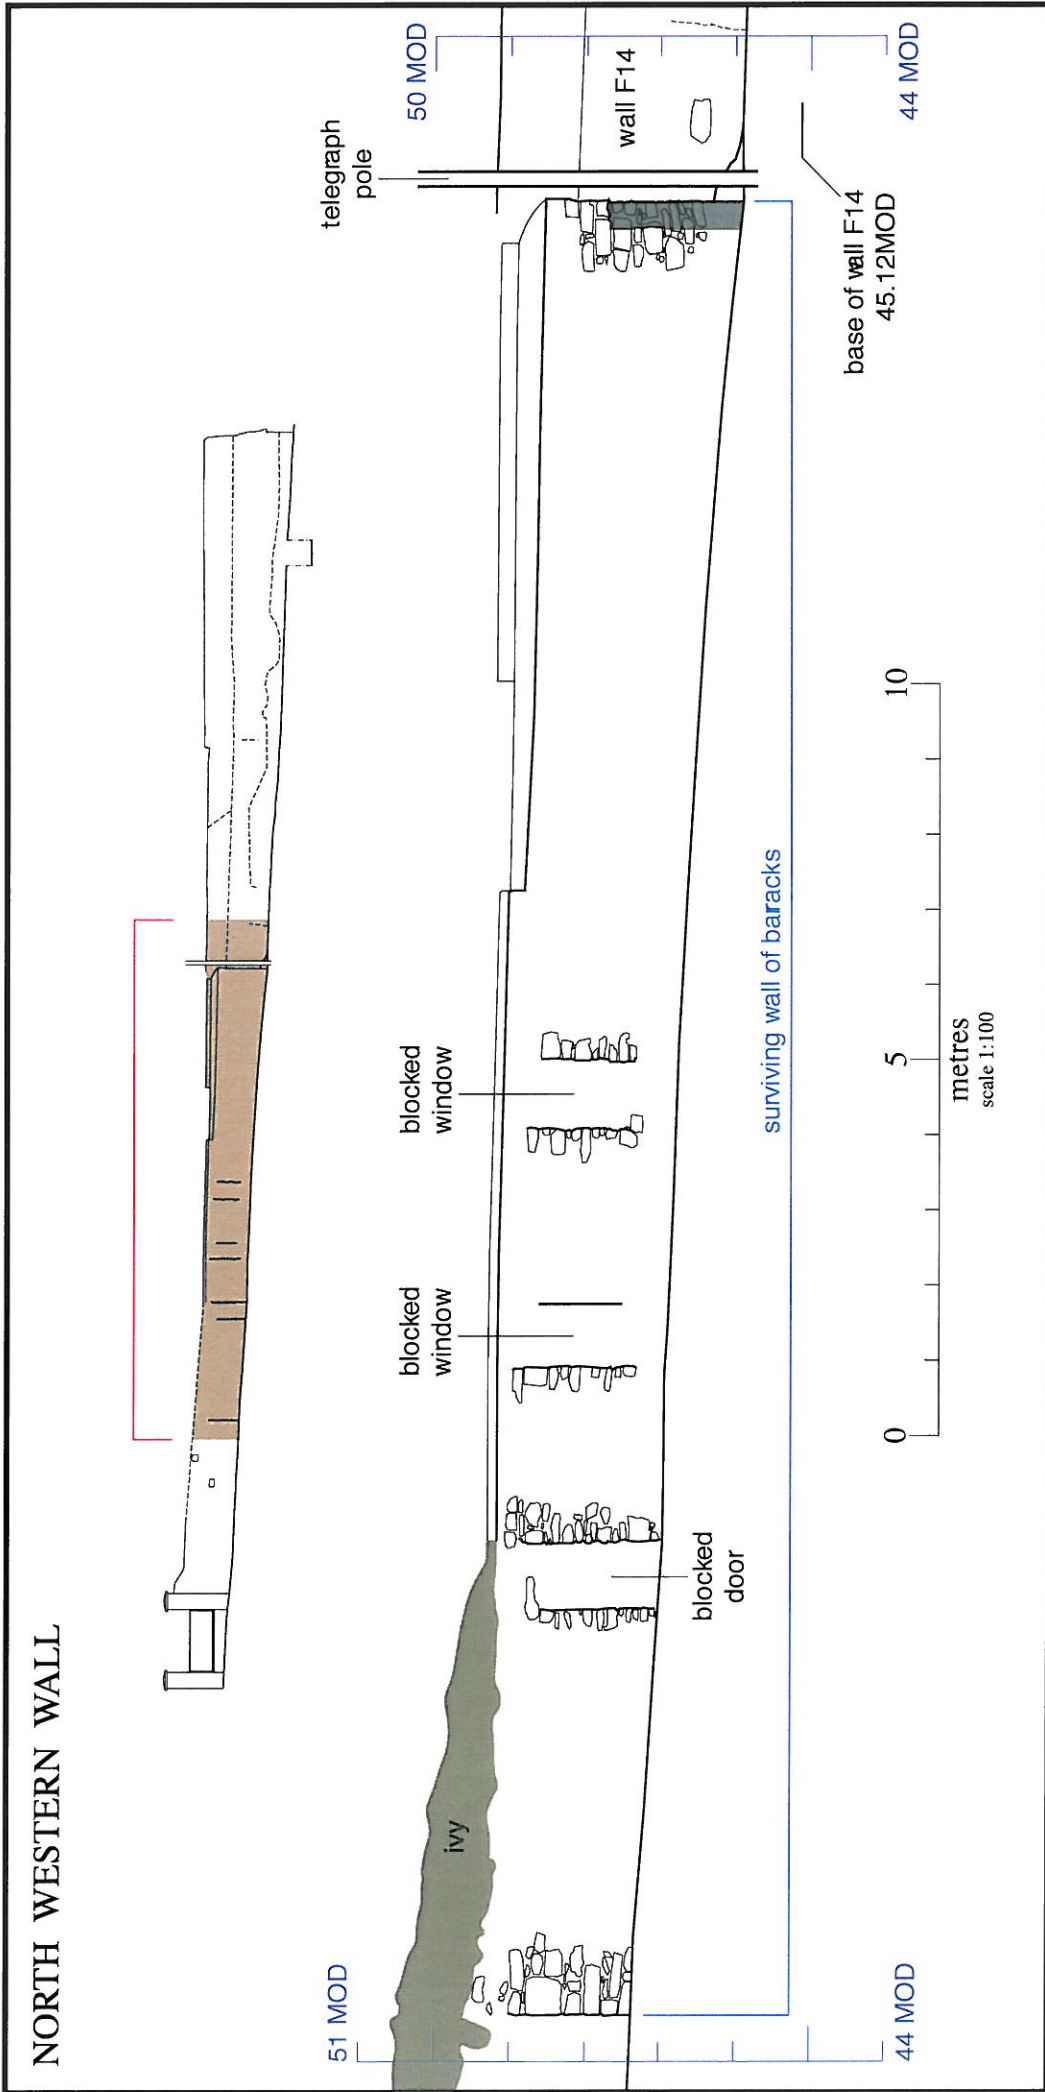 NORTH WESTERN WALL
51 MOD
44 MOD
ivy
blocked
door
blocked
window
blocked
window
surviving wall of baracks
telegraph
pole
50 MOD
44 MOD
wall F14
base of wall F14
45.12MOD
0
5
10
metres
scale 1:100